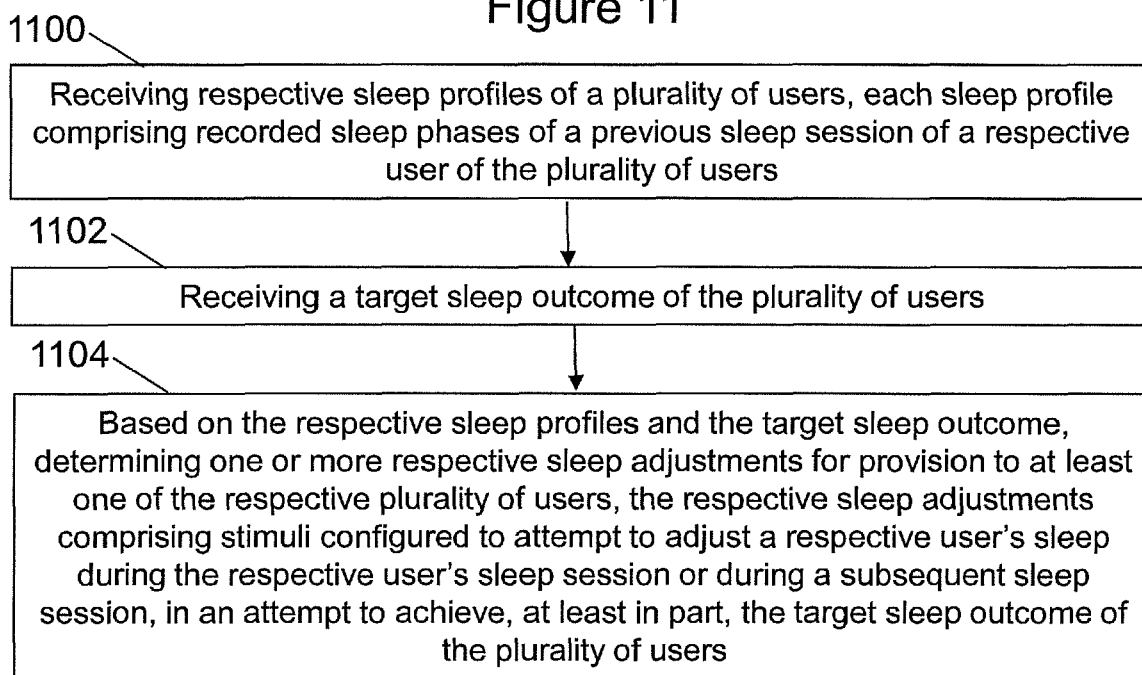 Figure 11
1100
Receiving respective sleep profiles of a plurality of users, each sleep profile
comprising recorded sleep phases of a previous sleep session of a respective
user of the plurality of users
1102
Receiving a target sleep outcome of the plurality of users
1104
Based on the respective sleep profiles and the target sleep outcome,
determining one or more respective sleep adjustments for provision to at least
one of the respective plurality of users, the respective sleep adjustments
comprising stimuli configured to attempt to adjust a respective user's sleep
during the respective user's sleep session or during a subsequent sleep
session, in an attempt to achieve, at least in part, the target sleep outcome of
the plurality of users